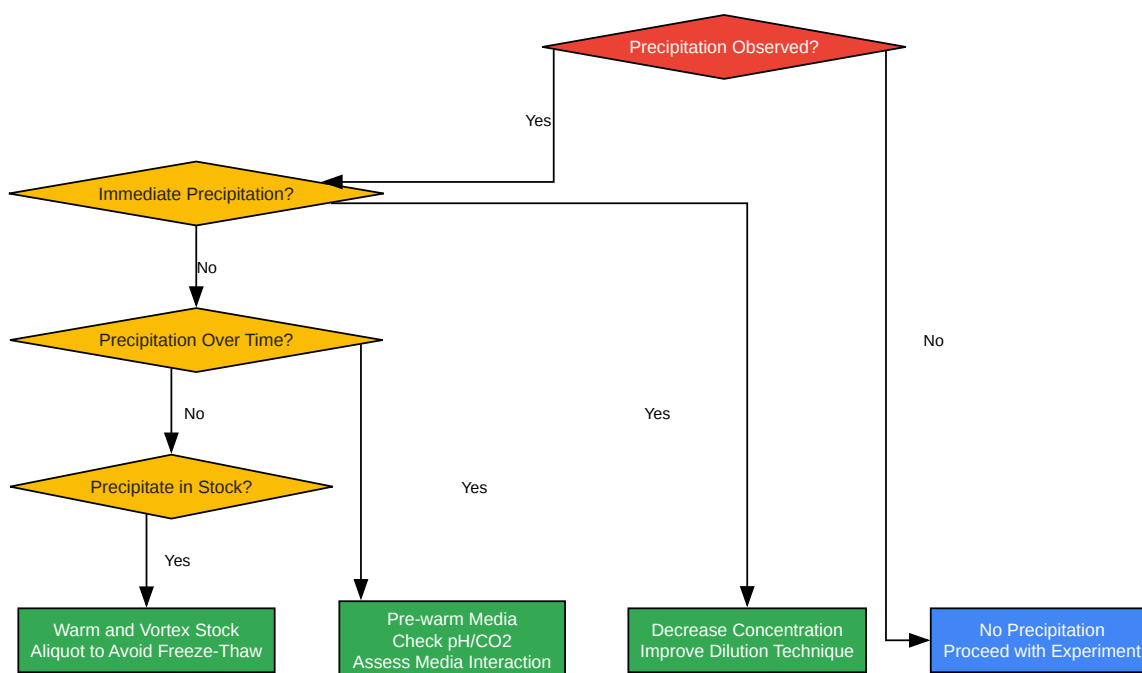 Precipitation Observed?
Yes
Immediate Precipitation?
No
Precipitation Over Time?
No
No
Yes
Precipitate in Stock?
Yes
Yes
Warm and Vortex Stock
Aliquot to Avoid Freeze-Thaw
Pre-warm Media
Check pH/CO2
Assess Media Interaction
Decrease Concentration
Improve Dilution Technique
No Precipitation
Proceed with Experiment